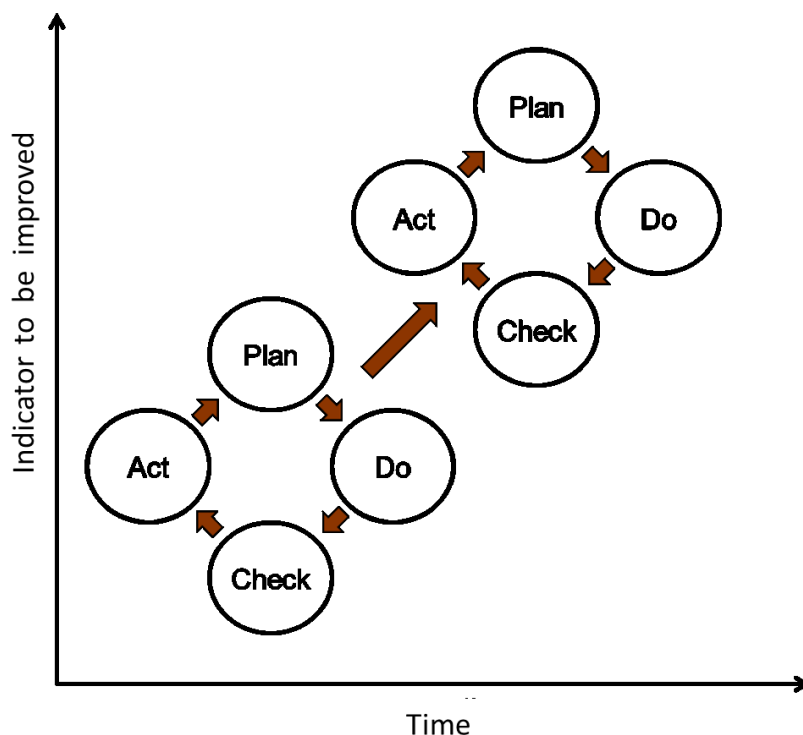 Indicator to be improved
Plan
Act
Do
Check
Plan
Act
Do
Check
Time